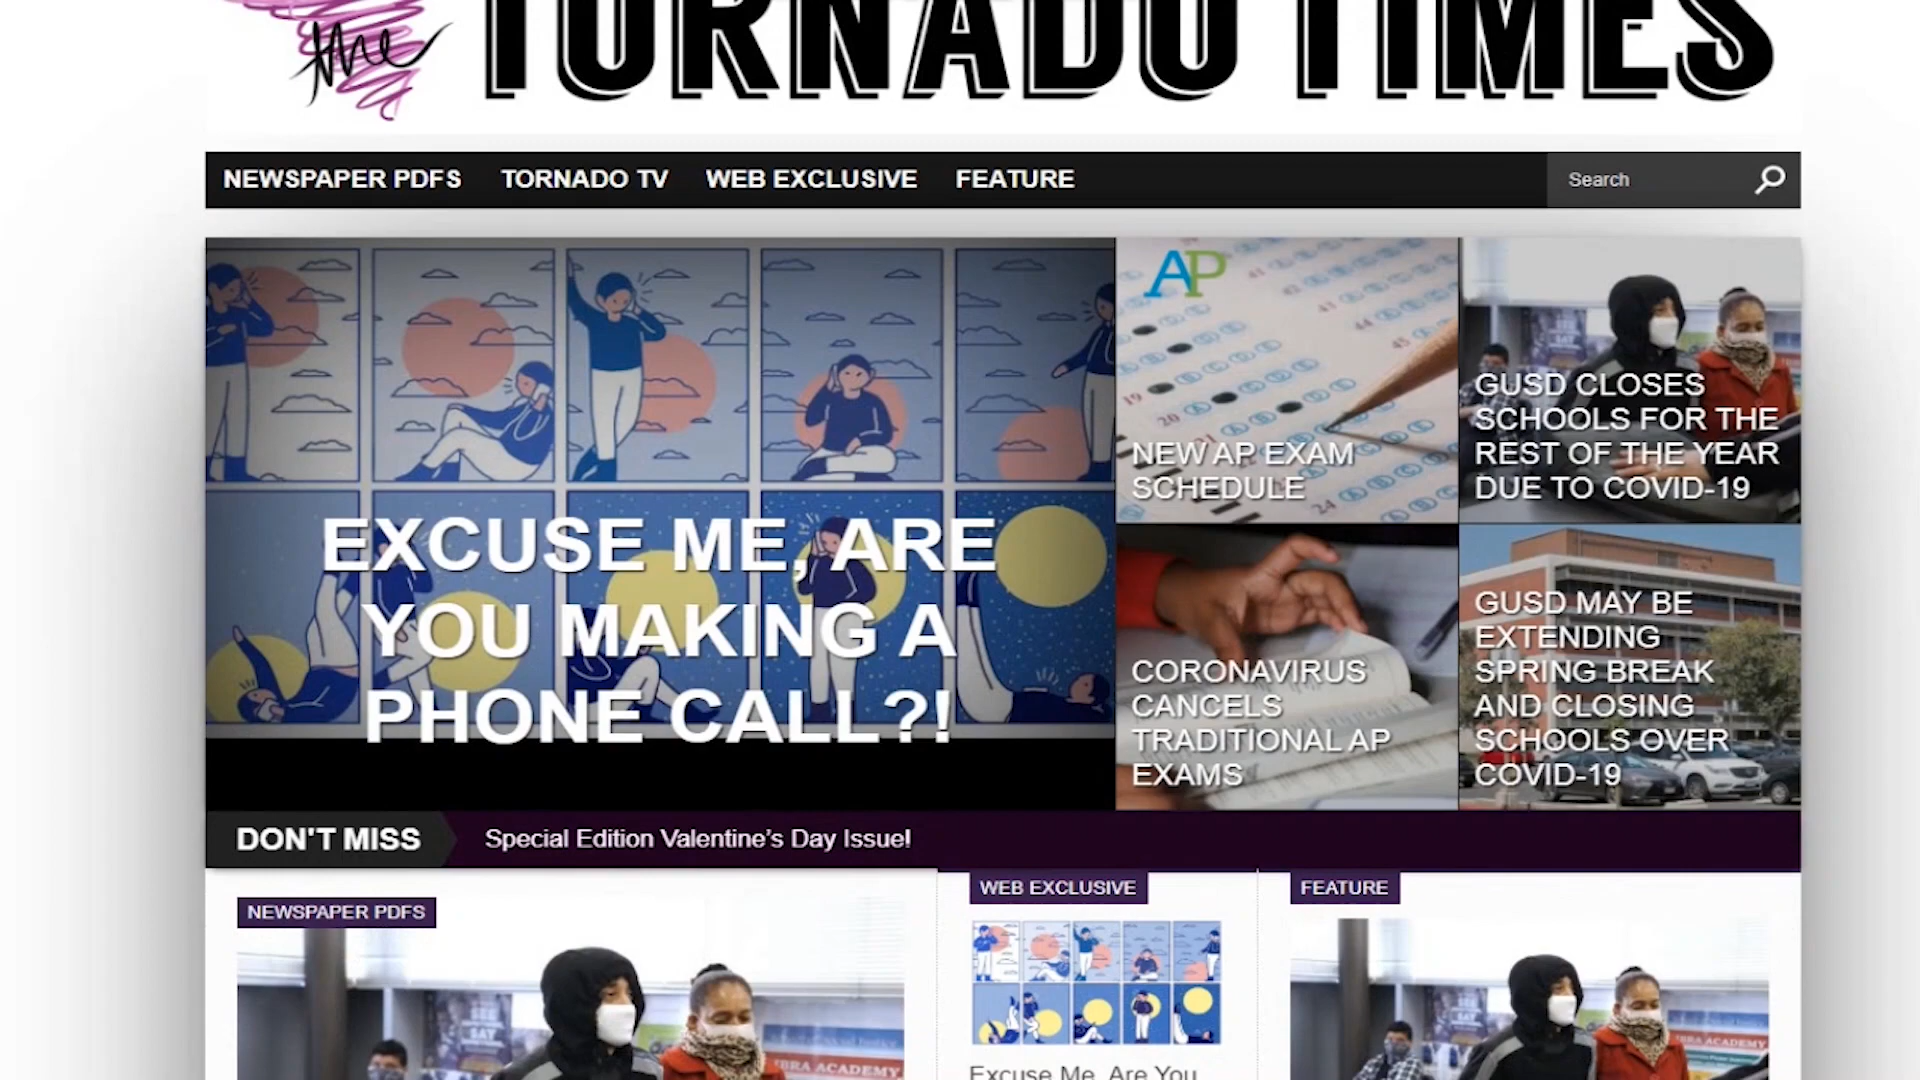 the TORNADO TIMES
NEWSPAPER PDFS TORNADO TV WEB EXCLUSIVE FEATURE Search
EXCUSE ME, ARE
YOU MAKING A
PHONE CALL?!
AP
NEW AP EXAM
SCHEDULE
GUSD CLOSES
SCHOOLS FOR THE
REST OF THE YEAR
DUE TO COVID-19
CORONAVIRUS
CANCELS
TRADITIONAL AP
EXAMS
GUSD MAY BE
EXTENDING
SPRING BREAK
AND CLOSING
SCHOOLS OVER
COVID-19
DON'T MISS Special Edition Valentine's Day Issue!
NEWSPAPER PDFS
WEB EXCLUSIVE
Excuse Me, Are You
FEATURE